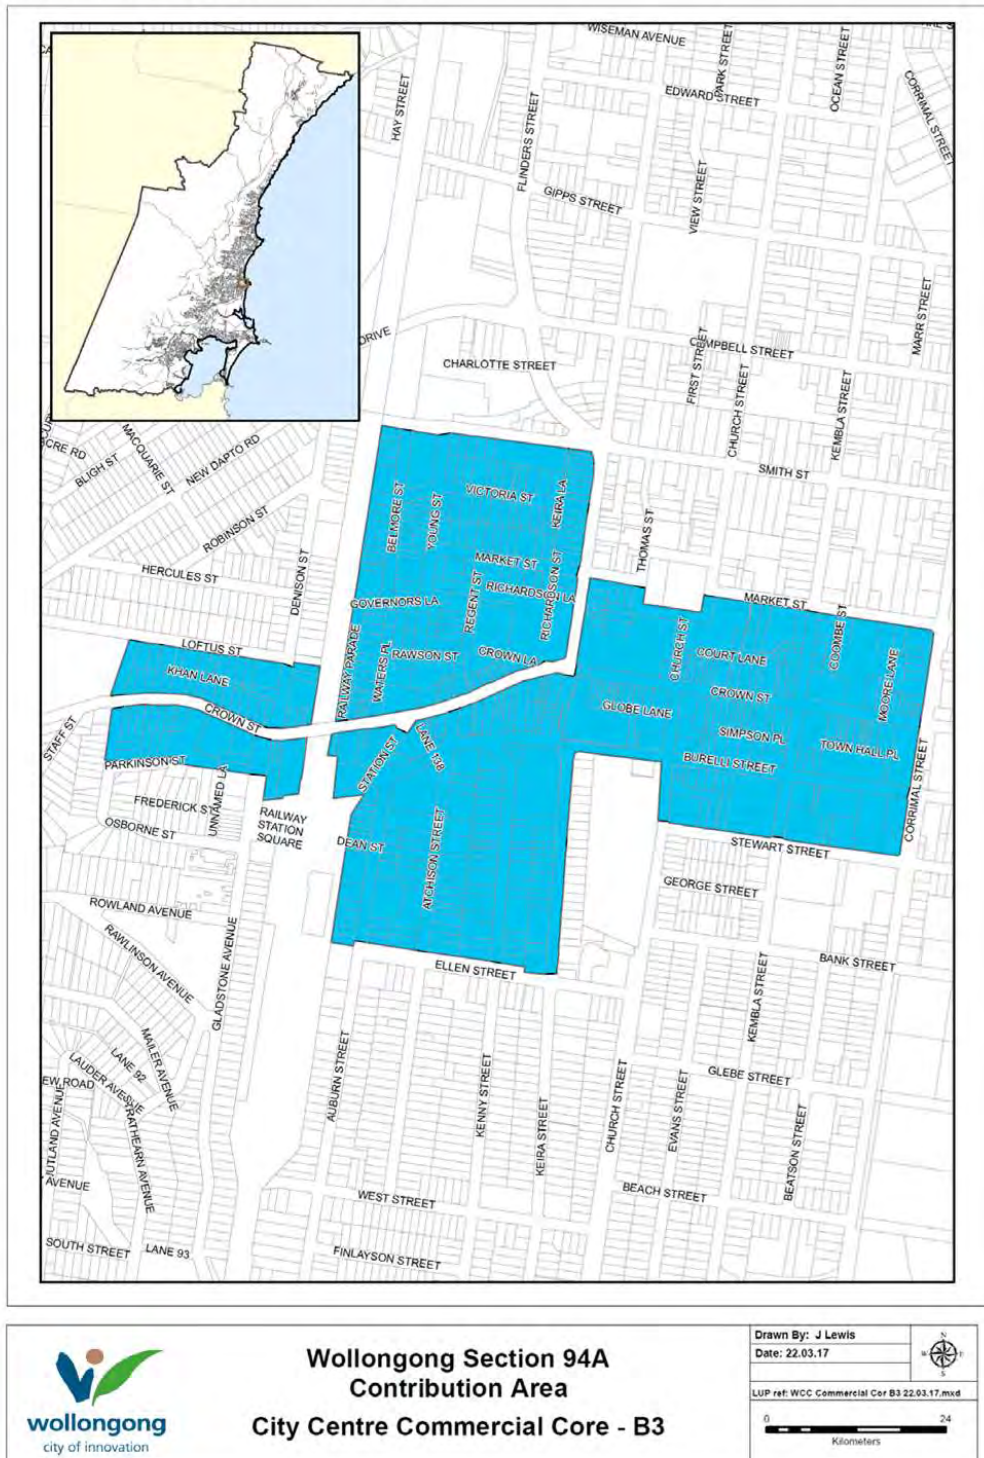 WISEMAN AVENUE
PARK STREET
OCEAN STREET
EDWARD STREET
CORRIMAL STREET
HAY STREET
FLINDERS STREET
GIPPS STREET
VIEW STREET
MARR STREET
DRIVE
CHARLOTTE STREET
CAMPBELL STREET
FIRST STREET
CHURCH STREET
KEMBLA STREET
SMITH ST
ACRE RD
BLIGH ST
MACQUARIE ST
NEW DAPTO RD
ROBINSON ST
HERCULES ST
DENISON ST
LOFTUS ST
BELMORE ST
YOUNG ST
VICTORIA ST
KEIRA LA
MARKET ST
RICHARDSON LA
RICHARDSON ST
REGENT ST
GOVERNORS LA
RAILWAY PARADE
WATERS PL
RAWSON ST
CROWN LA
THOMAS ST
MARKET ST
CHURCH ST
COURT LANE
COOMBE ST
MOORE LANE
CROWN ST
GLOBE LANE
SIMPSON PL
TOWN HALL PL
BURELLI STREET
CORRIMAL STREET
STEWART STREET
KHAN LANE
CROWN ST
STAFF ST
PARKINSON ST
FREDERICK ST
UNNAMED LA
OSBORNE ST
RAILWAY
STATION
SQUARE
STATION ST
LANE 138
DEAN ST
ATCHISON STREET
ELLEN STREET
GEORGE STREET
BANK STREET
ROWLAND AVENUE
RAWLINSON AVENUE
GLADSTONE AVENUE
MAILER AVENUE
LANE 92
EW ROAD
STRATHEARN AVENUE
AVENUE
SOUTH STREET
LANE 93
AUBURN STREET
KENNY STREET
KEIRA STREET
CHURCH STREET
EVANS STREET
KEMBLA STREET
GLEBE STREET
BEATSON STREET
BEACH STREET
WEST STREET
FINLAYSON STREET
wollongong
city of innovation
Wollongong Section 94A
Contribution Area
City Centre Commercial Core - B3
Drawn By: J Lewis
Date: 22.03.17
LUP ref: WCC Commercial Cor B3 22.03.17.mxd
0 24
Kilometers
N
W E
S